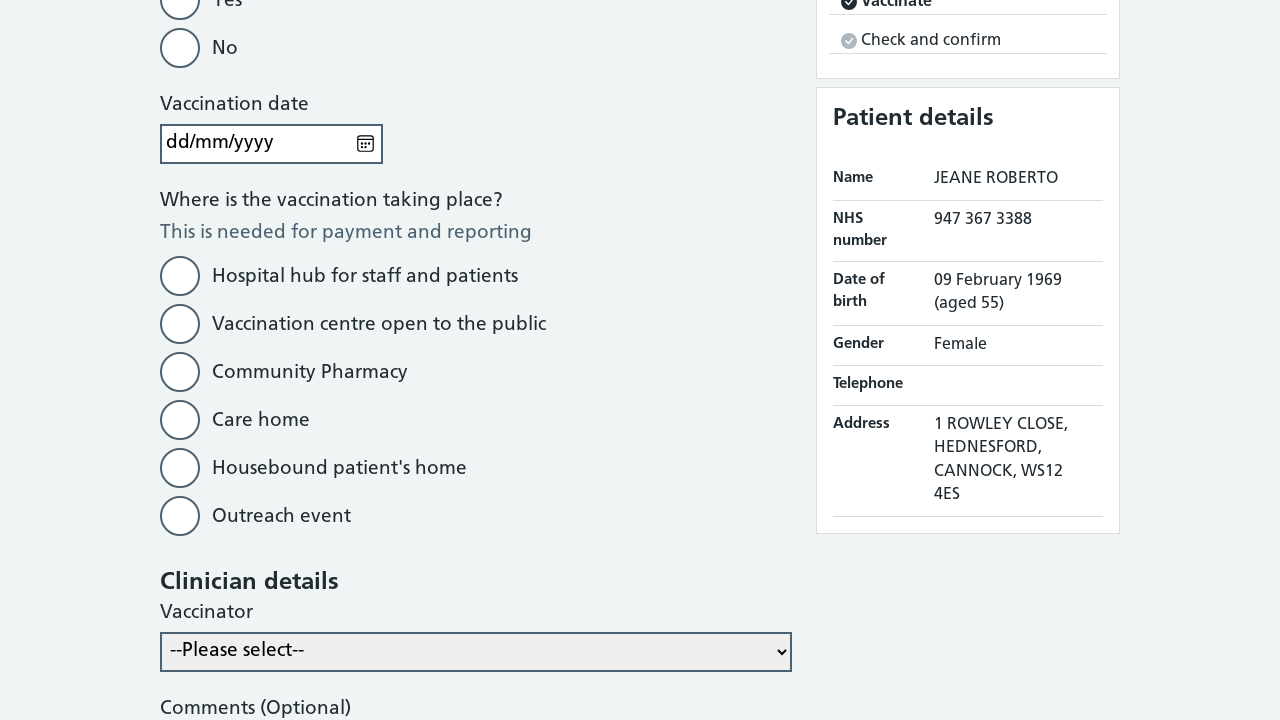 Yes
No
Vaccination date
dd/mm/yyyy
Where is the vaccination taking place?
This is needed for payment and reporting
Hospital hub for staff and patients
Vaccination centre open to the public
Community Pharmacy
Care home
Housebound patient's home
Outreach event
Clinician details
Vaccinator
--Please select--
Comments (Optional)
Vaccinate
Check and confirm
Patient details
Name JEANE ROBERTO
NHS number 947 367 3388
Date of birth 09 February 1969 (aged 55)
Gender Female
Telephone
Address 1 ROWLEY CLOSE,
HEDNESFORD,
CANNOCK, WS12
4ES